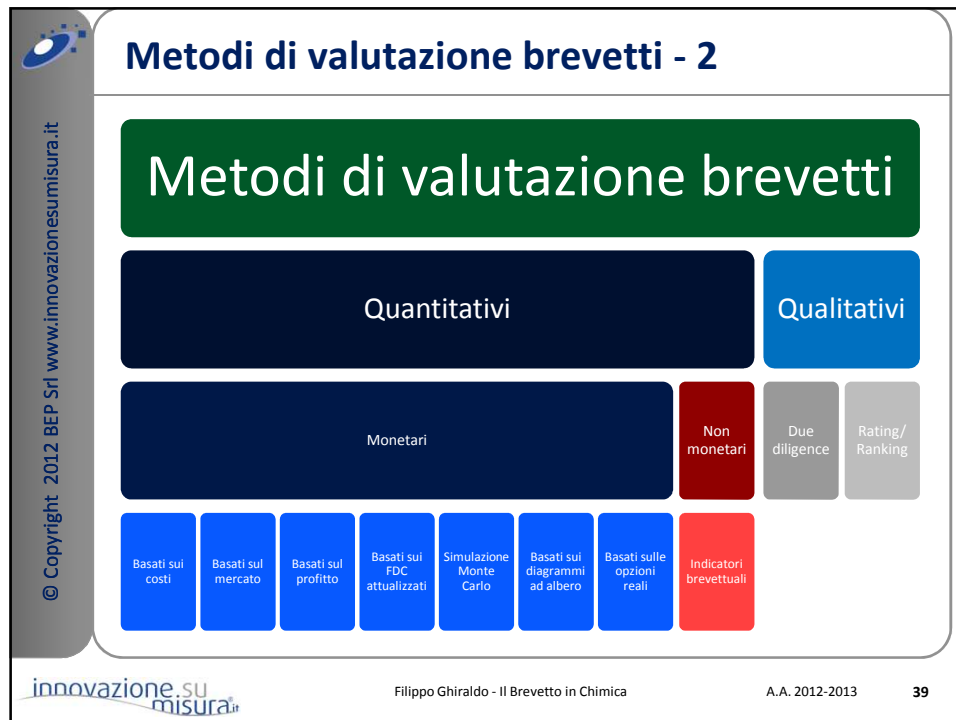 Metodi di valutazione brevetti - 2
© Copyright 2012 BEP Srl www.innovazionesumisura.it
Metodi di valutazione brevetti
Quantitativi
Qualitativi
Monetari
Non
monetari
Due
diligence
Rating/
Ranking
Basati sui
costi
Basati sul
mercato
Basati sul
profitto
Basati sui
FDC
attualizzati
Simulazione
Monte
Carlo
Basati sui
diagrammi
ad albero
Basati sulle
opzioni
reali
Indicatori
brevettuali
innovazione.su
misura.it
Filippo Ghiraldo - Il Brevetto in Chimica
A.A. 2012-2013
39